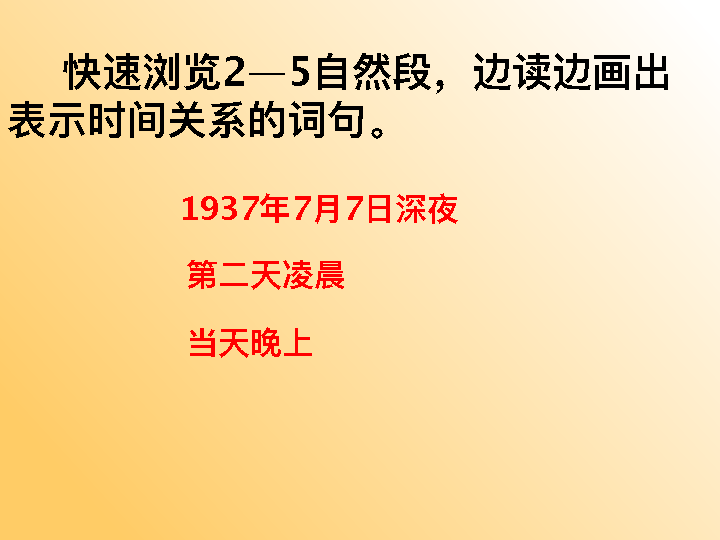 快速浏览2—5自然段，边读边画出
表示时间关系的词句。
1937年7月7日深夜
第二天凌晨
当天晚上